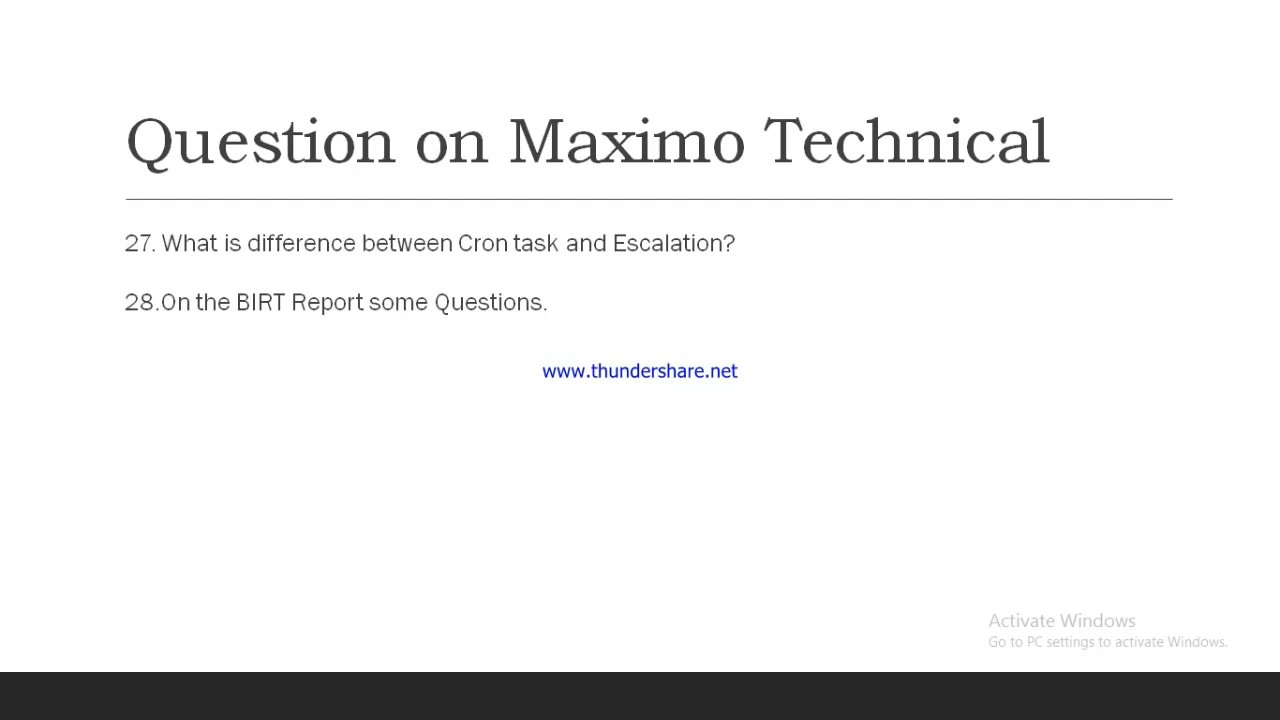 Question on Maximo Technical
27. What is difference between Cron task and Escalation?
28.On the BIRT Report some Questions.
www.thundershare.net
Activate Windows
Go to PC settings to activate Windows.